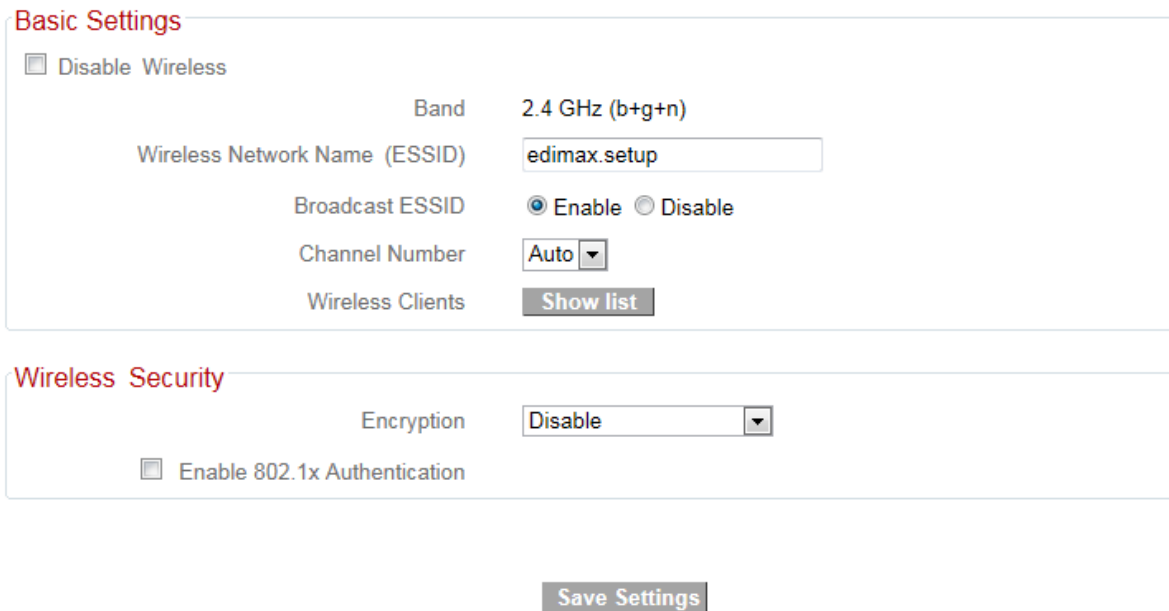 Basic Settings
Disable Wireless
Band 2.4 GHz (b+g+n)
Wireless Network Name (ESSID) edimax.setup
Broadcast ESSID Enable Disable
Channel Number Auto
Wireless Clients Show list
Wireless Security
Encryption Disable
Enable 802.1x Authentication
Save Settings